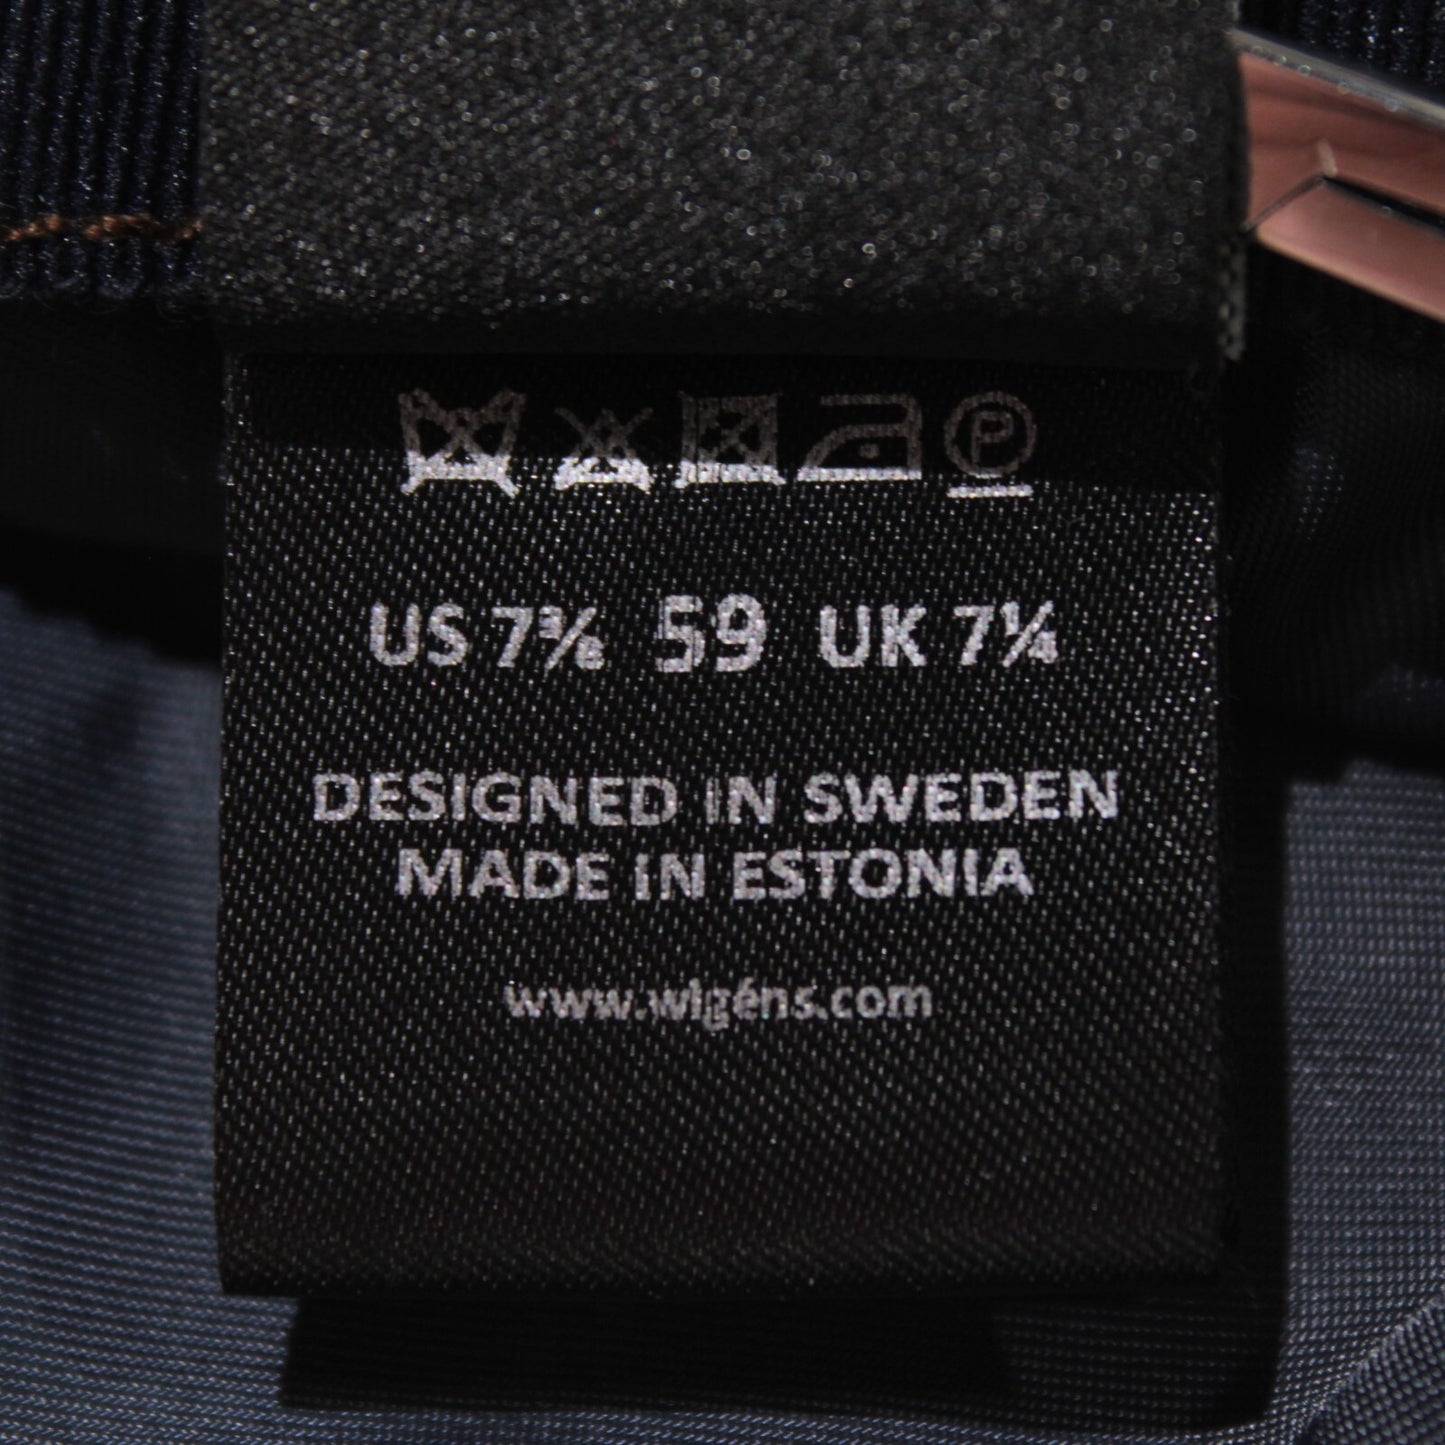 P
US 7⅜ 59 UK 7¼
DESIGNED IN SWEDEN
MADE IN ESTONIA
www.wigéns.com